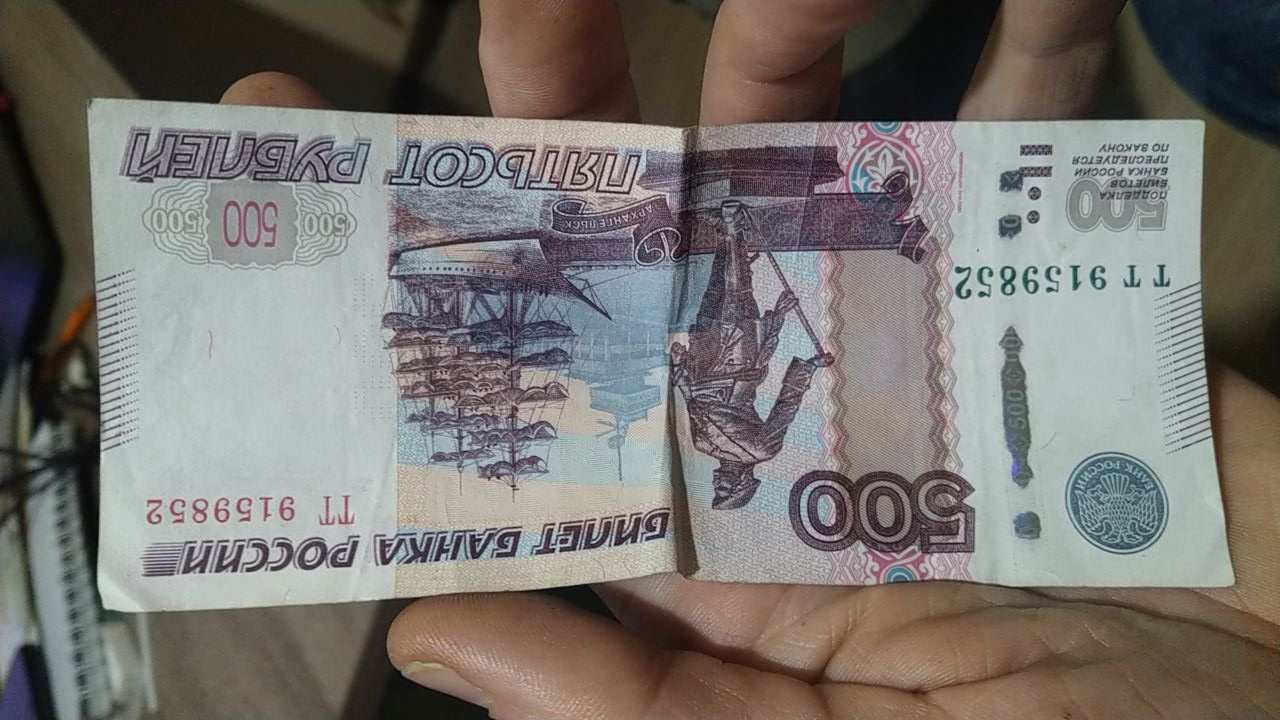 БИЛЕТ БАНКА РОССИИ
500
ТТ 9159852
БАНК РОССИИ
500
ТТ 9159852
АРХАНГЕЛЬСК
500
ПОДДЕЛКА
БИЛЕТОВ
БАНКА РОССИИ
ПРЕСЛЕДУЕТСЯ
ПО ЗАКОНУ
500 500 500
ПЯТЬСОТ РУБЛЕЙ